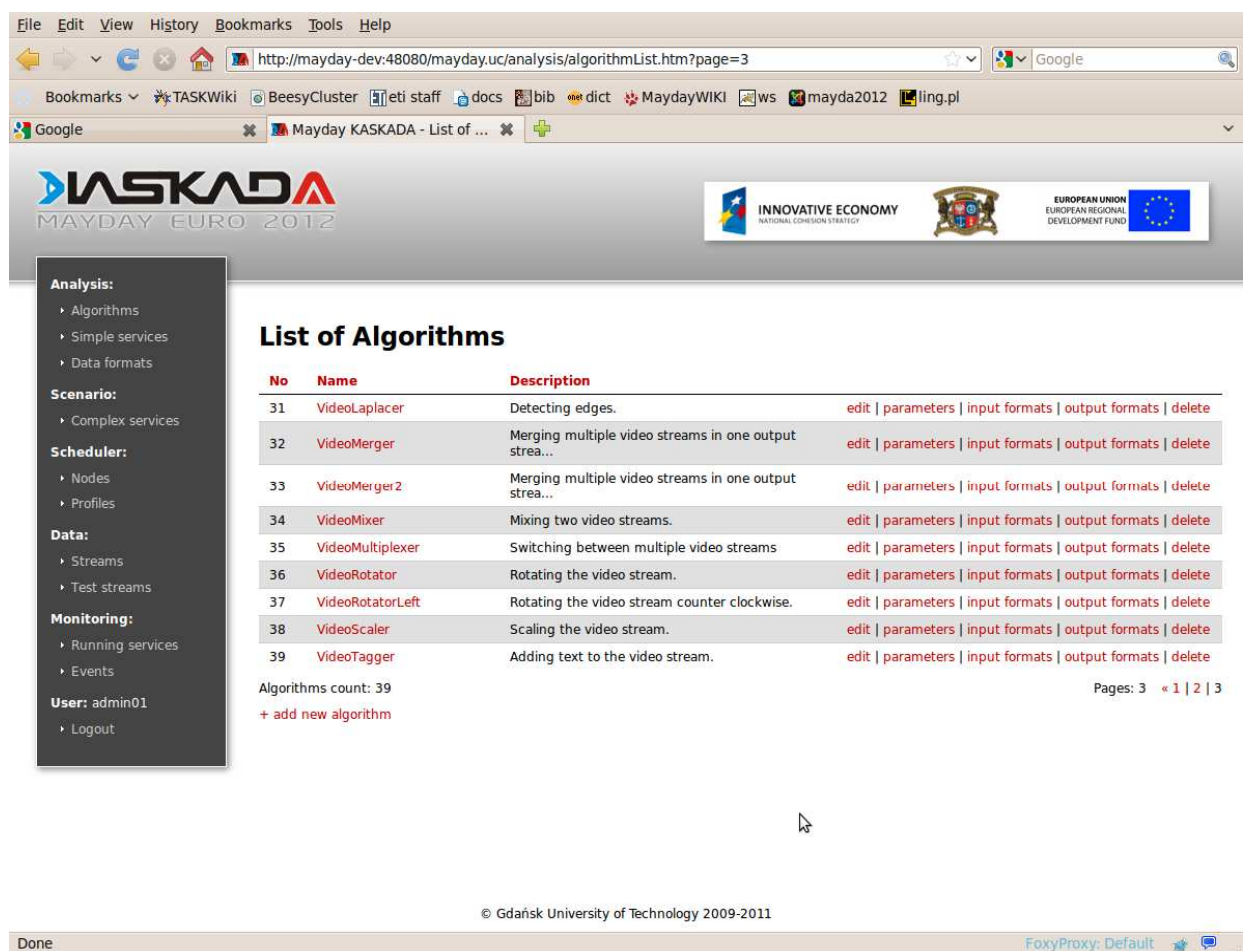 File Edit View History Bookmarks Tools Help
http://mayday-dev:48080/mayday.uc/analysis/algorithmList.htm?page=3 Google
Bookmarks TASKWiki BeesyCluster eti staff docs bib dict MaydayWIKI ws mayda2012 ling.pl
Google Mayday KASKADA - List of ...
KASKADA
MAYDAY EURO 2012
INNOVATIVE ECONOMY
NATIONAL COHESION STRATEGY
EUROPEAN UNION
EUROPEAN REGIONAL
DEVELOPMENT FUND
Analysis:
Algorithms
Simple services
Data formats
Scenario:
Complex services
Scheduler:
Nodes
Profiles
Data:
Streams
Test streams
Monitoring:
Running services
Events
User: admin01
Logout
List of Algorithms
No Name Description
31 VideoLaplacer Detecting edges. edit | parameters | input formats | output formats | delete
32 VideoMerger Merging multiple video streams in one output
strea... edit | parameters | input formats | output formats | delete
33 VideoMerger2 Merging multiple video streams in one output
strea... edit | parameters | input formats | output formats | delete
34 VideoMixer Mixing two video streams. edit | parameters | input formats | output formats | delete
35 VideoMultiplexer Switching between multiple video streams edit | parameters | input formats | output formats | delete
36 VideoRotator Rotating the video stream. edit | parameters | input formats | output formats | delete
37 VideoRotatorLeft Rotating the video stream counter clockwise. edit | parameters | input formats | output formats | delete
38 VideoScaler Scaling the video stream. edit | parameters | input formats | output formats | delete
39 VideoTagger Adding text to the video stream. edit | parameters | input formats | output formats | delete
Algorithms count: 39 Pages: 3 « 1 | 2 | 3
+ add new algorithm
© Gdańsk University of Technology 2009-2011
Done FoxyProxy: Default